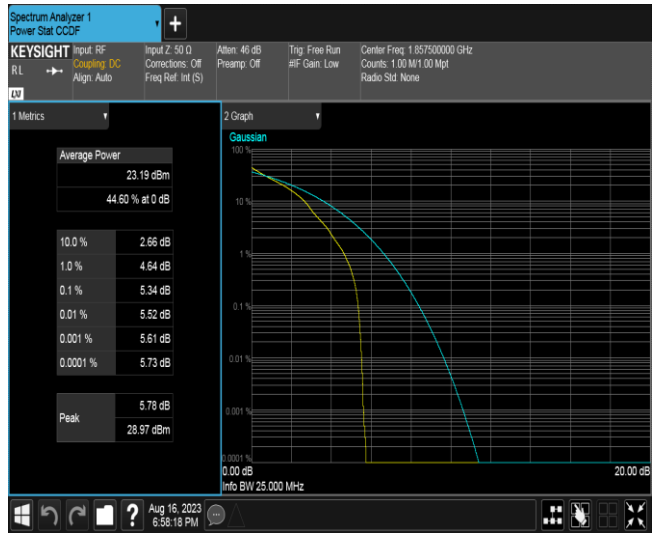 Spectrum Analyzer 1
Power Stat CCDF
+
KEYSIGHT
R L
LXI
Input: RF
Coupling: DC
Align: Auto
Input Z: 50 Ω
Corrections: Off
Freq Ref: Int (S)
Atten: 46 dB
Preamp: Off
Trig: Free Run
#IF Gain: Low
Center Freq: 1.857500000 GHz
Counts: 1.00 M/1.00 Mpt
Radio Std: None
1 Metrics
Average Power
23.19 dBm
44.60 % at 0 dB
10.0 % 2.66 dB
1.0 % 4.64 dB
0.1 % 5.34 dB
0.01 % 5.52 dB
0.001 % 5.61 dB
0.0001 % 5.73 dB
Peak
5.78 dB
28.97 dBm
2 Graph
Gaussian
100 %
10 %
1 %
0.1 %
0.01 %
0.001 %
0.0001 %
0.00 dB
20.00 dB
Info BW 25.000 MHz
?
Aug 16, 2023
6:58:18 PM